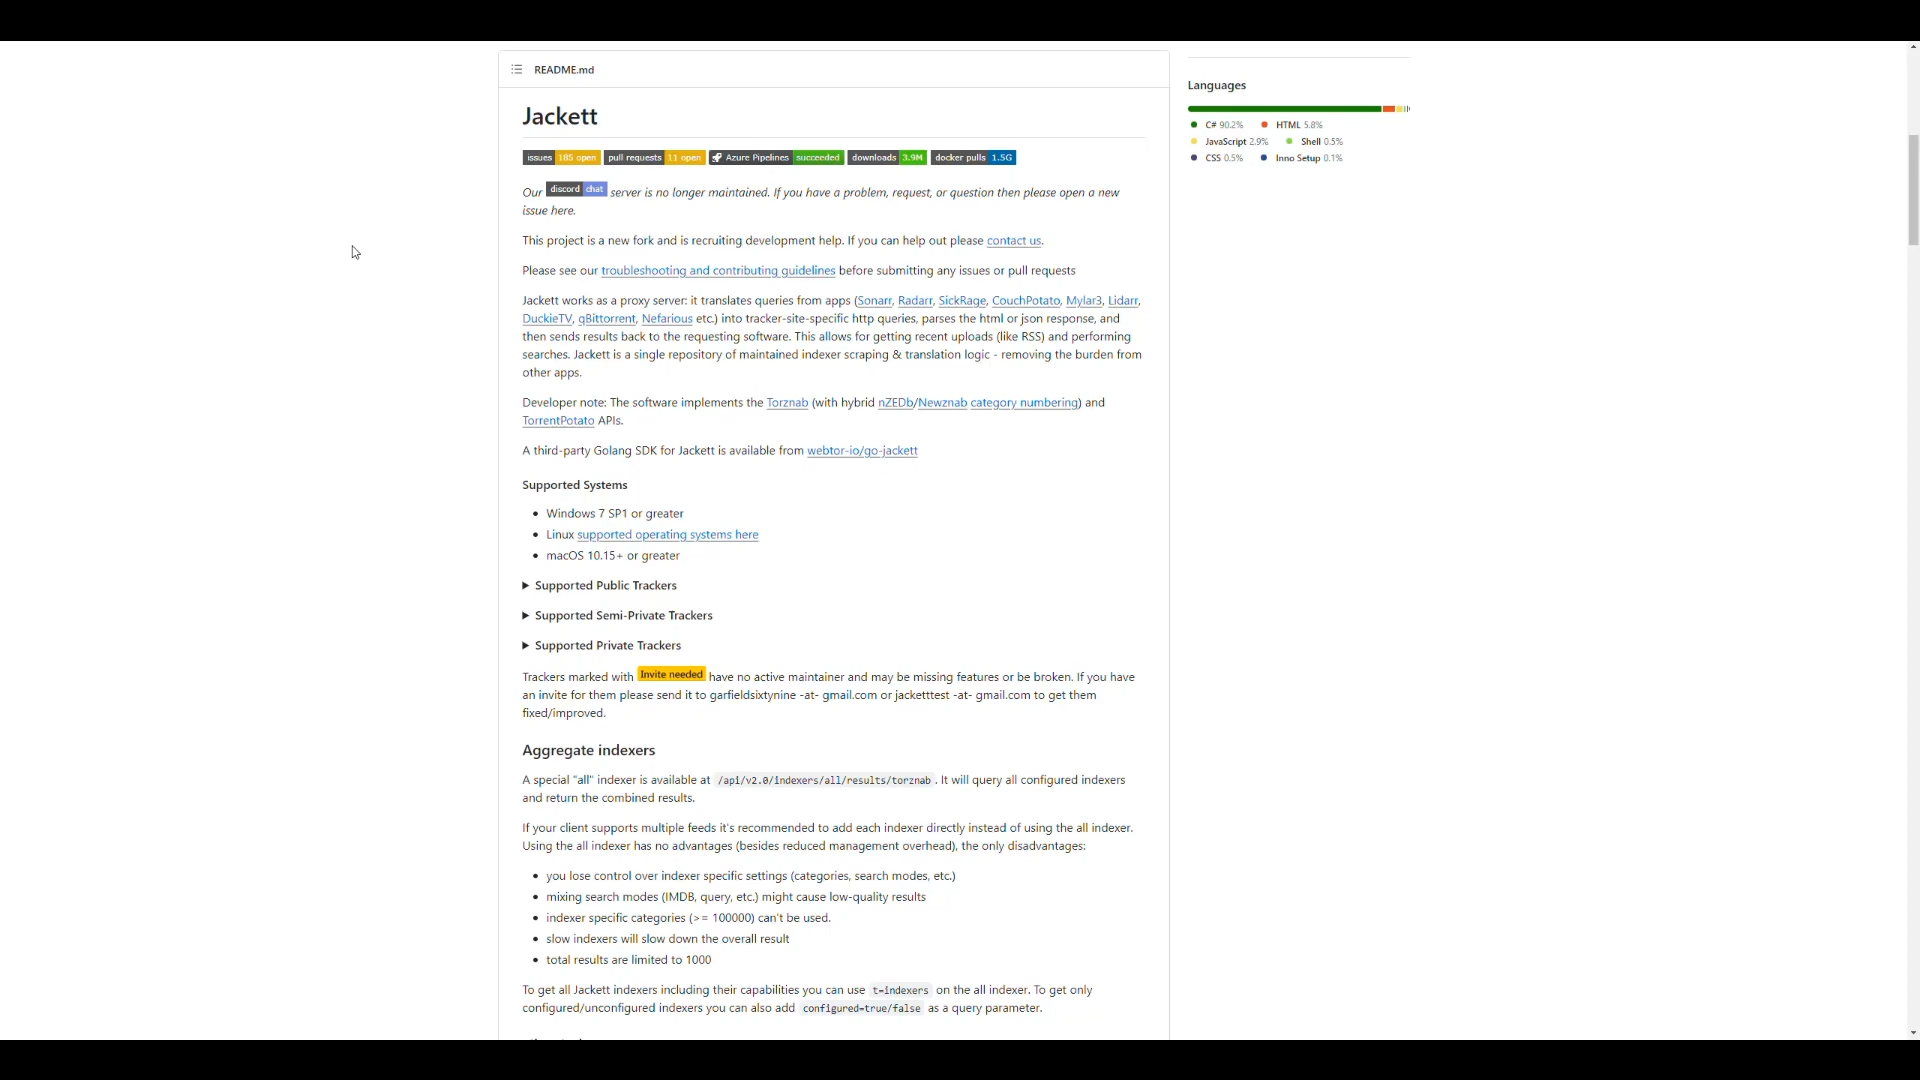 README.md
Jackett
issues 185 open pull requests 11 open Azure Pipelines succeeded downloads 3.9M docker pulls 1.5G
Our discord chat server is no longer maintained. If you have a problem, request, or question then please open a new
issue here.
This project is a new fork and is recruiting development help. If you can help out please contact us.
Please see our troubleshooting and contributing guidelines before submitting any issues or pull requests
Jackett works as a proxy server: it translates queries from apps (Sonarr, Radarr, SickRage, CouchPotato, Mylar3, Lidarr,
DuckieTV, qBittorrent, Nefarious etc.) into tracker-site-specific http queries, parses the html or json response, and
then sends results back to the requesting software. This allows for getting recent uploads (like RSS) and performing
searches. Jackett is a single repository of maintained indexer scraping & translation logic - removing the burden from
other apps.
Developer note: The software implements the Torznab (with hybrid nZEDb/Newznab category numbering) and
TorrentPotato APIs.
A third-party Golang SDK for Jackett is available from webtor-io/go-jackett
Supported Systems
Windows 7 SP1 or greater
Linux supported operating systems here
macOS 10.15+ or greater
Supported Public Trackers
Supported Semi-Private Trackers
Supported Private Trackers
Trackers marked with Invite needed have no active maintainer and may be missing features or be broken. If you have
an invite for them please send it to garfieldsixtynine -at- gmail.com or jacketttest -at- gmail.com to get them
fixed/improved.
Aggregate indexers
A special "all" indexer is available at /api/v2.0/indexers/all/results/torznab . It will query all configured indexers
and return the combined results.
If your client supports multiple feeds it's recommended to add each indexer directly instead of using the all indexer.
Using the all indexer has no advantages (besides reduced management overhead), the only disadvantages:
you lose control over indexer specific settings (categories, search modes, etc.)
mixing search modes (IMDB, query, etc.) might cause low-quality results
indexer specific categories (>= 100000) can't be used.
slow indexers will slow down the overall result
total results are limited to 1000
To get all Jackett indexers including their capabilities you can use t=indexers on the all indexer. To get only
configured/unconfigured indexers you can also add configured=true/false as a query parameter.
Languages
C# 90.2% HTML 5.8%
JavaScript 2.9% Shell 0.5%
CSS 0.5% Inno Setup 0.1%